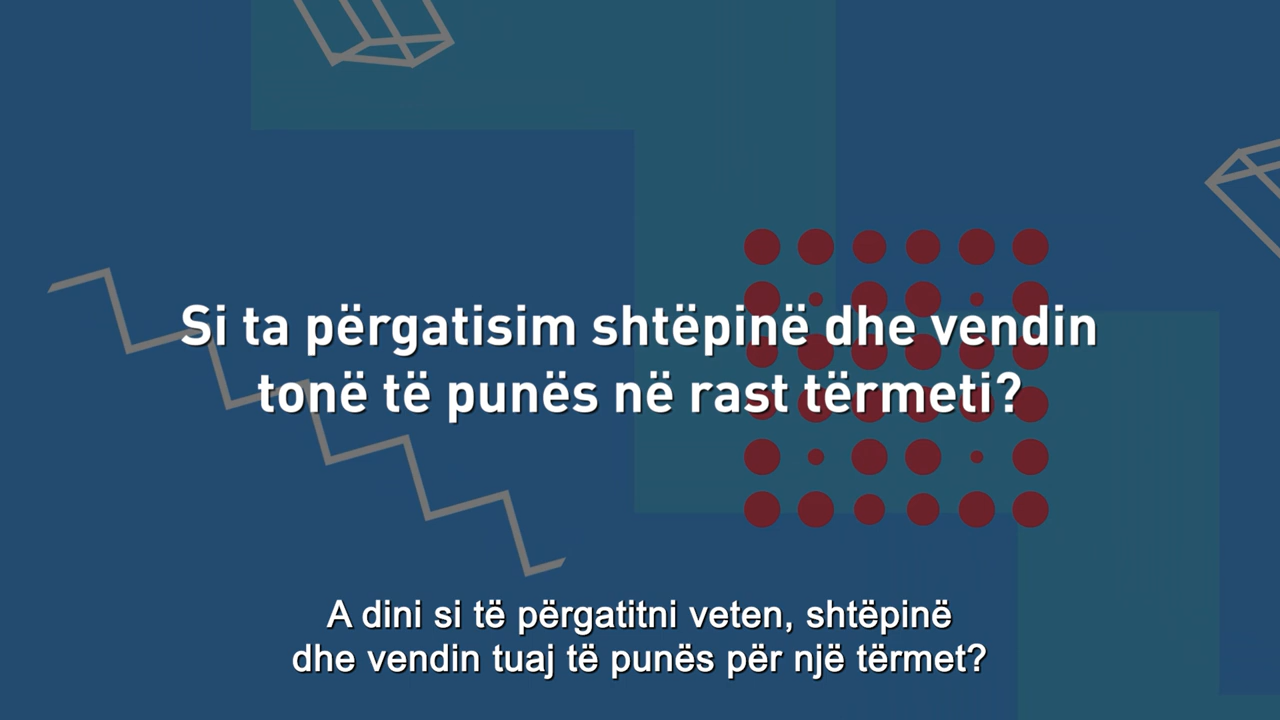 Si ta përgatisim shtëpinë dhe vendin
tonë të punës në rast tërmeti?
A dini si të përgatitni veten, shtëpinë
dhe vendin tuaj të punës për një tërmet?